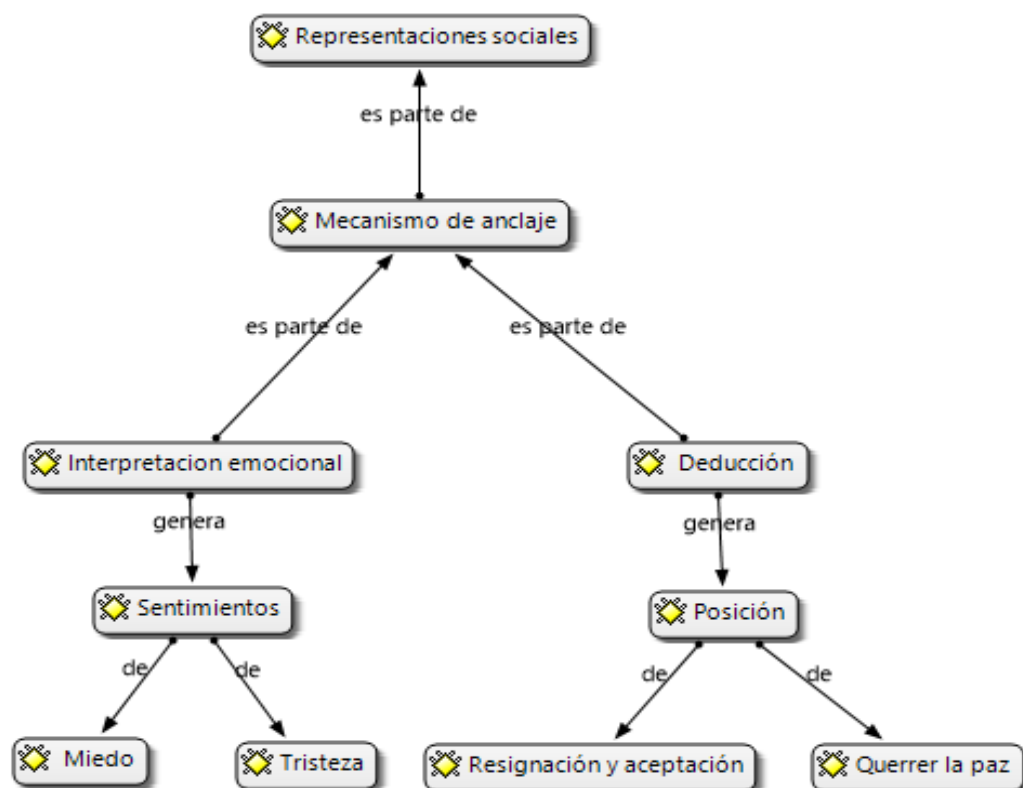 Representaciones sociales
es parte de
Mecanismo de anclaje
es parte de
es parte de
Interpretacion emocional
Deducción
genera
genera
Sentimientos
Posición
de
de
de
de
Miedo
Tristeza
Resignación y aceptación
Querrer la paz